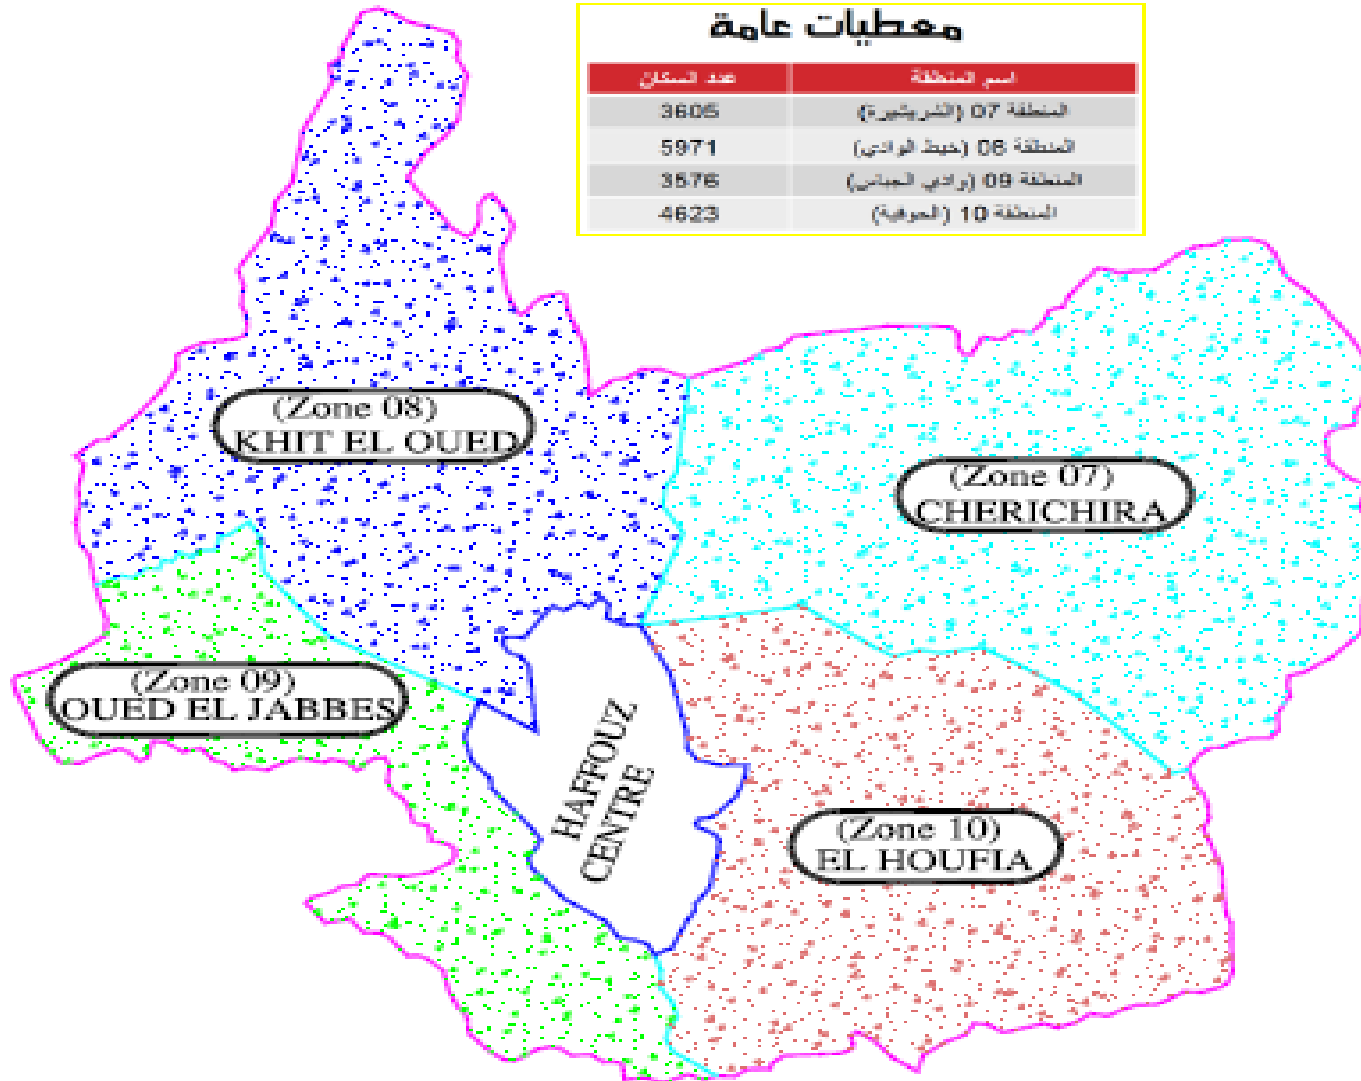 معطيات عامة
اسم المنطقة عدد السكان
المنطقة 07 (الشريشيرة) 3605
المنطقة 08 (خيط الوادي) 5971
المنطقة 09 (وادي الجباس) 3576
المنطقة 10 (الحوفية) 4623
(Zone 08)
KHIT EL OUED
(Zone 07)
CHERICHIRA
(Zone 09)
OUED EL JABBES
HAFFOUZ
CENTRE
(Zone 10)
EL HOUFIA